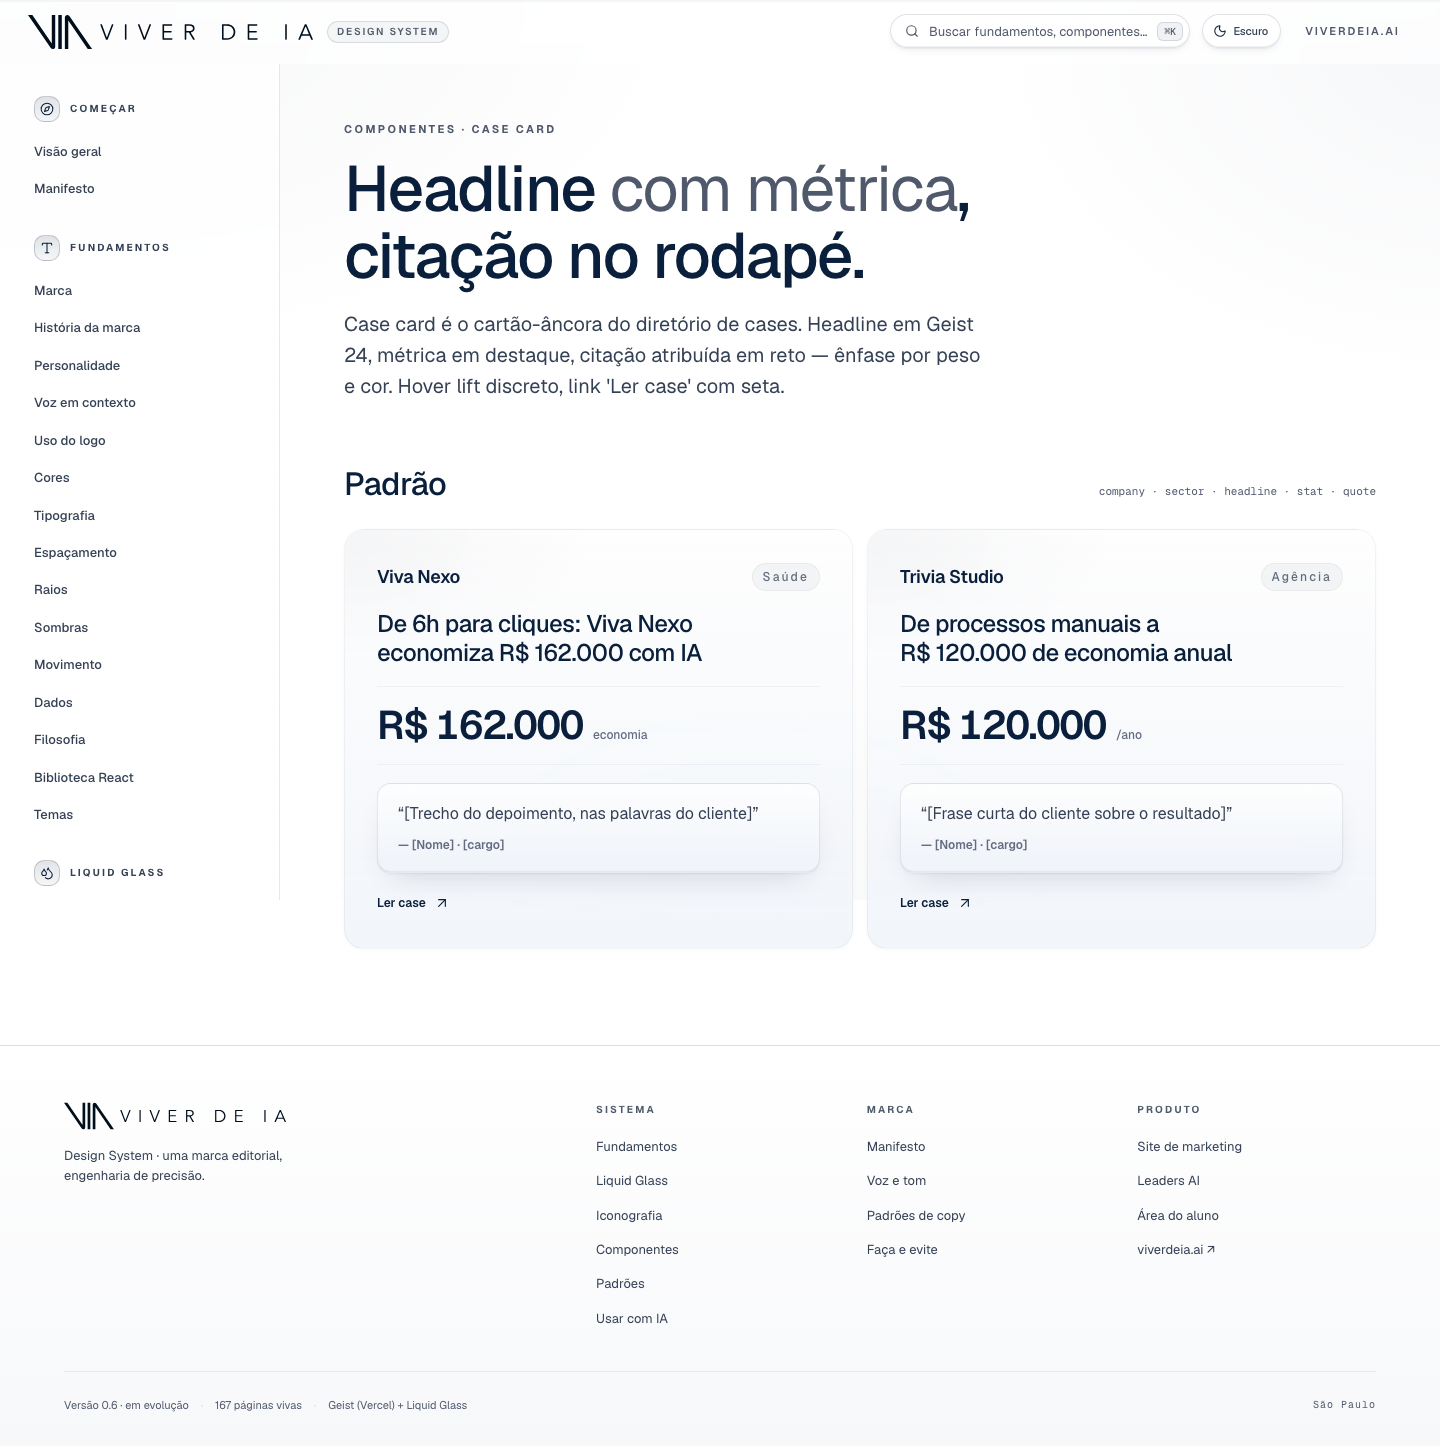 VIVER DE IA
DESIGN SYSTEM
Buscar fundamentos, componentes...
⌘K
Escuro
VIVERDEIA.AI
COMEÇAR
Visão geral
Manifesto
FUNDAMENTOS
Marca
História da marca
Personalidade
Voz em contexto
Uso do logo
Cores
Tipografia
Espaçamento
Raios
Sombras
Movimento
Dados
Filosofia
Biblioteca React
Temas
LIQUID GLASS
COMPONENTES · CASE CARD
Headline com métrica,
citação no rodapé.
Case card é o cartão-âncora do diretório de cases. Headline em Geist
24, métrica em destaque, citação atribuída em reto — ênfase por peso
e cor. Hover lift discreto, link 'Ler case' com seta.
Padrão
company · sector · headline · stat · quote
Viva Nexo
Saúde
De 6h para cliques: Viva Nexo
economiza R$ 162.000 com IA
R$ 162.000 economia
“[Trecho do depoimento, nas palavras do cliente]”
— [Nome] · [cargo]
Ler case
Trivia Studio
Agência
De processos manuais a
R$ 120.000 de economia anual
R$ 120.000 /ano
“[Frase curta do cliente sobre o resultado]”
— [Nome] · [cargo]
Ler case
VIVER DE IA
Design System · uma marca editorial,
engenharia de precisão.
SISTEMA
Fundamentos
Liquid Glass
Iconografia
Componentes
Padrões
Usar com IA
MARCA
Manifesto
Voz e tom
Padrões de copy
Faça e evite
PRODUTO
Site de marketing
Leaders AI
Área do aluno
viverdeia.ai ↗
Versão 0.6 · em evolução · 167 páginas vivas · Geist (Vercel) + Liquid Glass
São Paulo